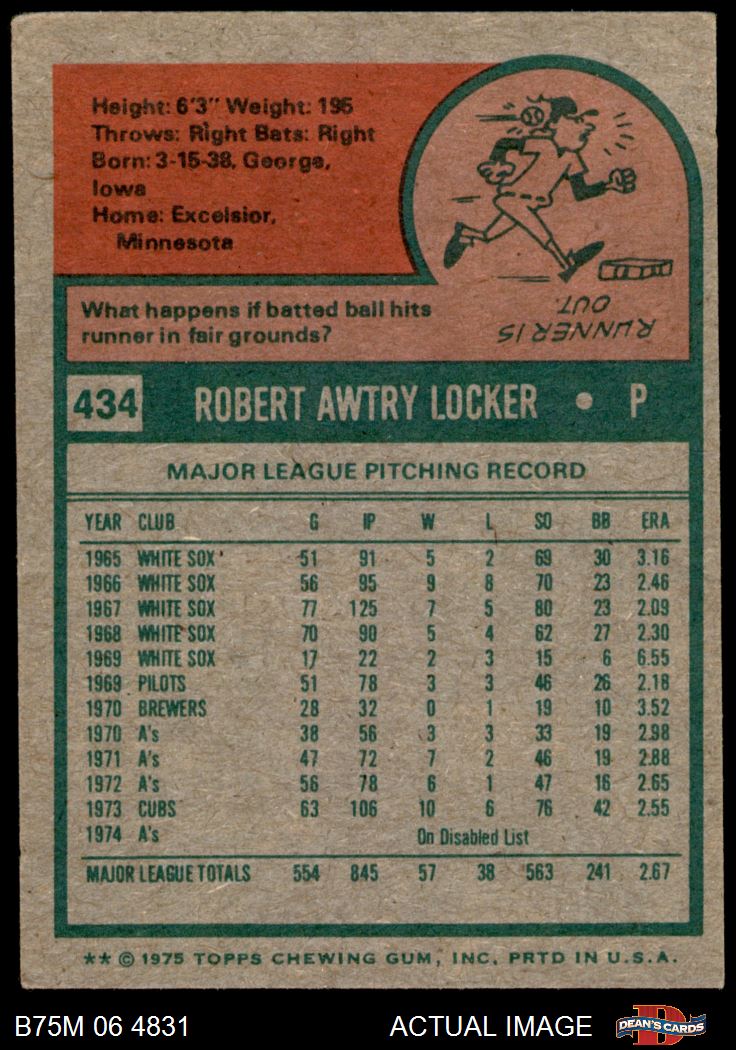 Height: 6'3" Weight: 195
Throws: Right Bats: Right
Born: 3-15-38, George,
Iowa
Home: Excelsior,
Minnesota
What happens if batted ball hits
runner in fair grounds?
RUNNER IS
OUT.
434 ROBERT AWTRY LOCKER • P
MAJOR LEAGUE PITCHING RECORD
YEAR CLUB G IP W L SO BB ERA
1965 WHITE SOX 51 91 5 2 69 30 3.16
1966 WHITE SOX 56 95 9 8 70 23 2.46
1967 WHITE SOX 77 125 7 5 80 23 2.09
1968 WHITE SOX 70 90 5 4 62 27 2.30
1969 WHITE SOX 17 22 2 3 15 6 6.55
1969 PILOTS 51 78 3 3 46 26 2.18
1970 BREWERS 28 32 0 1 19 10 3.52
1970 A's 38 56 3 3 33 19 2.98
1971 A's 47 72 7 2 46 19 2.88
1972 A's 56 78 6 1 47 16 2.65
1973 CUBS 63 106 10 6 76 42 2.55
1974 A's On Disabled List
MAJOR LEAGUE TOTALS 554 845 57 38 563 241 2.67
** © 1975 TOPPS CHEWING GUM, INC. PRTD IN U.S.A.
B75M 06 4831 ACTUAL IMAGE DEAN'S CARDS